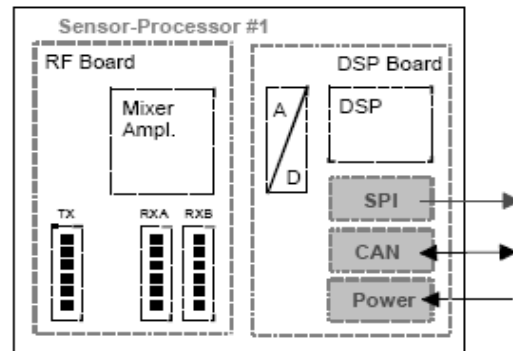 Sensor-Processor #1
RF Board
Mixer
Ampl.
TX
RXA
RXB
DSP Board
A
D
DSP
SPI
CAN
Power